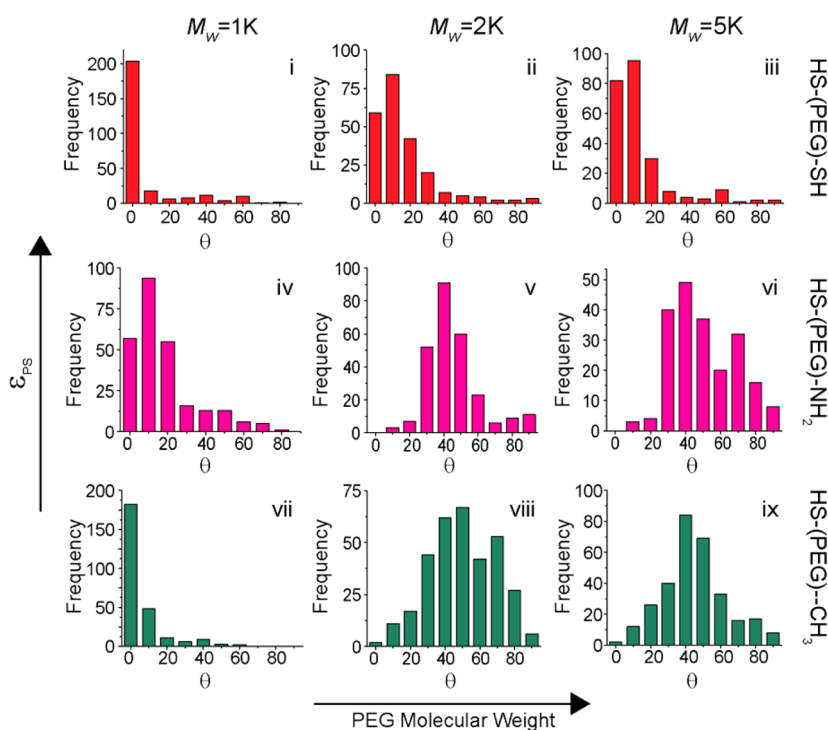 M_W=1K
M_W=2K
M_W=5K
i
200
150
100
50
0
Frequency
0 20 40 60 80
θ
ii
100
75
50
25
0
Frequency
0 20 40 60 80
θ
iii
100
80
60
40
20
0
Frequency
0 20 40 60 80
θ
HS-(PEG)-SH
iv
100
75
50
25
0
Frequency
0 20 40 60 80
θ
v
100
80
60
40
20
0
Frequency
0 20 40 60 80
θ
vi
50
40
30
20
10
0
Frequency
0 20 40 60 80
θ
HS-(PEG)-NH₂
ε_PS
vii
200
150
100
50
0
Frequency
0 20 40 60 80
θ
viii
75
50
25
0
Frequency
0 20 40 60 80
θ
ix
100
80
60
40
20
0
Frequency
0 20 40 60 80
θ
HS-(PEG)--CH₃
PEG Molecular Weight